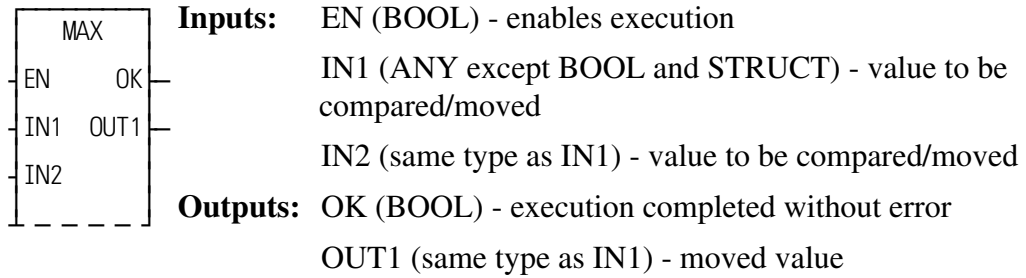 MAX
EN OK
IN1 OUT1
IN2
Inputs: EN (BOOL) - enables execution
IN1 (ANY except BOOL and STRUCT) - value to be
compared/moved
IN2 (same type as IN1) - value to be compared/moved
Outputs: OK (BOOL) - execution completed without error
OUT1 (same type as IN1) - moved value